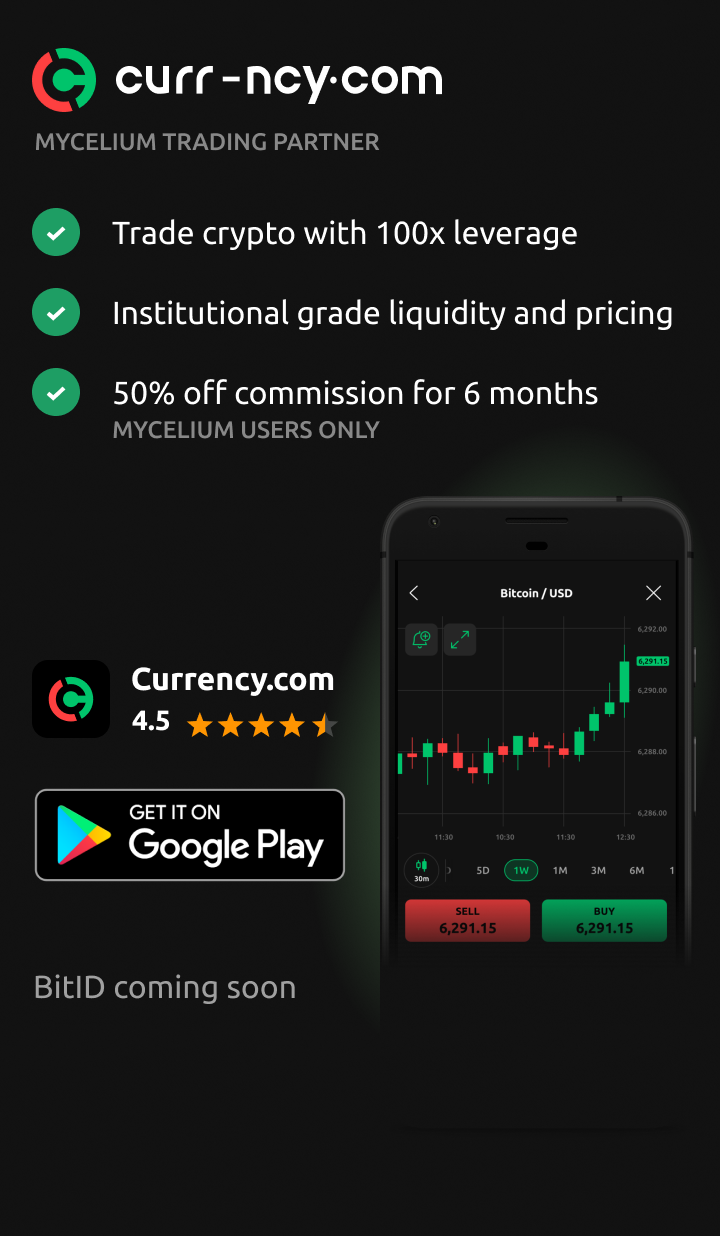 curr-ncy.com
MYCELIUM TRADING PARTNER
Trade crypto with 100x leverage
Institutional grade liquidity and pricing
50% off commission for 6 months
MYCELIUM USERS ONLY
Currency.com
4.5
GET IT ON
Google Play
BitID coming soon
Bitcoin / USD
6,292.00
6,291.15
6,290.00
6,288.00
6,286.00
11:30 10:30 11:30 12:30
30m 5D 1W 1M 3M 6M 1
SELL BUY
6,291.15 6,291.15